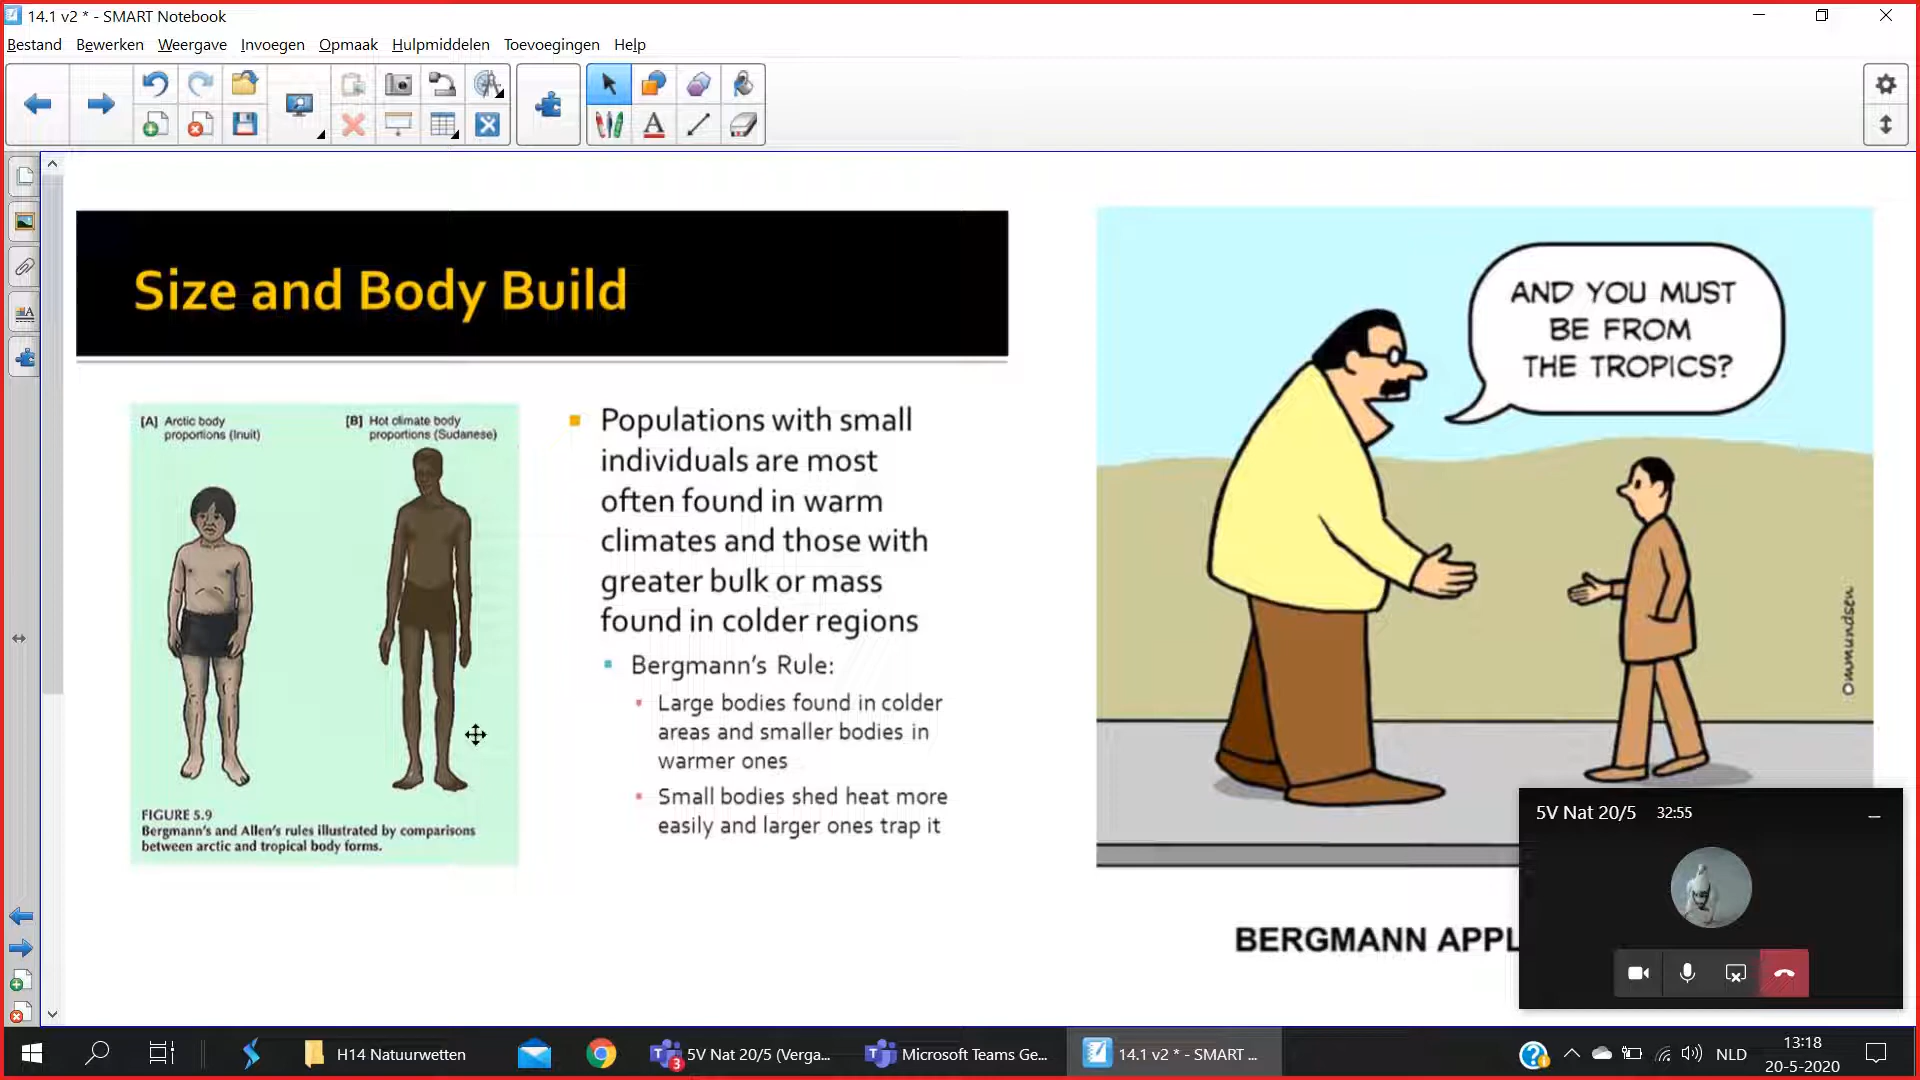 14.1 v2 * - SMART Notebook
Bestand Bewerken Weergave Invoegen Opmaak Hulpmiddelen Toevoegingen Help
Size and Body Build
[A] Arctic body
proportions (Inuit)
[B] Hot climate body
proportions (Sudanese)
FIGURE 5.9
Bergmann's and Allen's rules illustrated by comparisons
between arctic and tropical body forms.
Populations with small
individuals are most
often found in warm
climates and those with
greater bulk or mass
found in colder regions
Bergmann's Rule:
Large bodies found in colder
areas and smaller bodies in
warmer ones
Small bodies shed heat more
easily and larger ones trap it
AND YOU MUST
BE FROM
THE TROPICS?
Ommundsen
BERGMANN APPL
5V Nat 20/5 32:55
H14 Natuurwetten
3
5V Nat 20/5 (Verga...
Microsoft Teams Ge...
14.1 v2 * - SMART ...
NLD
13:18
20-5-2020